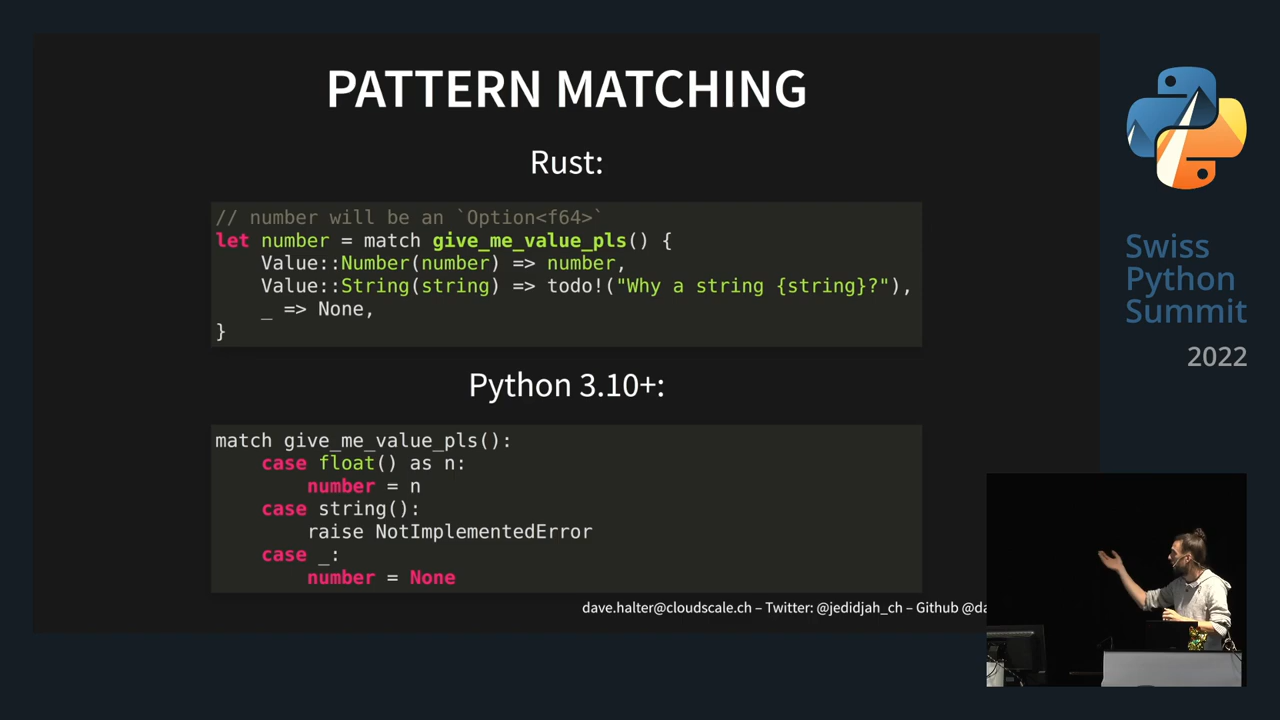 PATTERN MATCHING
Rust:
// number will be an `Option<f64>`
let number = match give_me_value_pls() {
    Value::Number(number) => number,
    Value::String(string) => todo!("Why a string {string}?"),
    _ => None,
}
Python 3.10+:
match give_me_value_pls():
    case float() as n:
        number = n
    case string():
        raise NotImplementedError
    case _:
        number = None
dave.halter@cloudscale.ch – Twitter: @jedidjah_ch – Github @da
Swiss
Python
Summit
2022